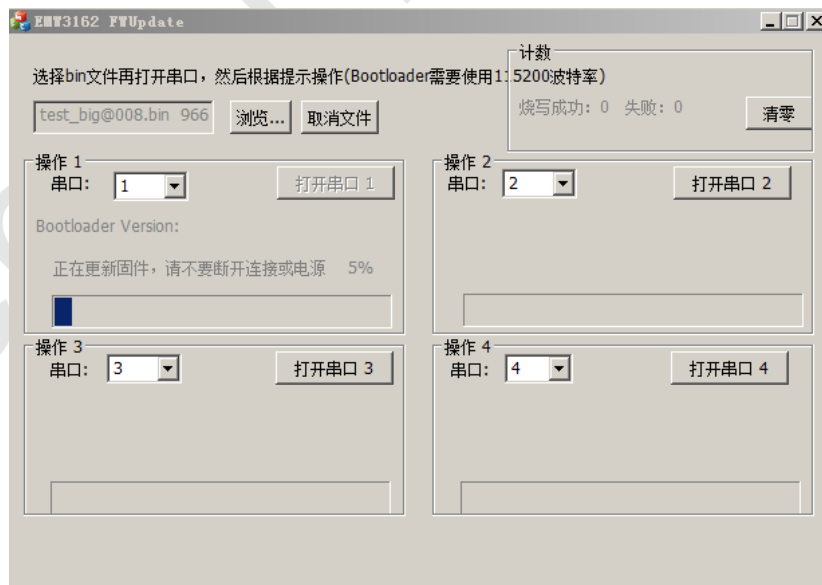 EMW3162 FWUpdate
计数
选择bin文件再打开串口，然后根据提示操作(Bootloader需要使用115200波特率)
test_big@008.bin 966 浏览... 取消文件 烧写成功: 0 失败: 0 清零
操作 1
串口: 1 打开串口 1
Bootloader Version:
正在更新固件，请不要断开连接或电源 5%
操作 2
串口: 2 打开串口 2
操作 3
串口: 3 打开串口 3
操作 4
串口: 4 打开串口 4